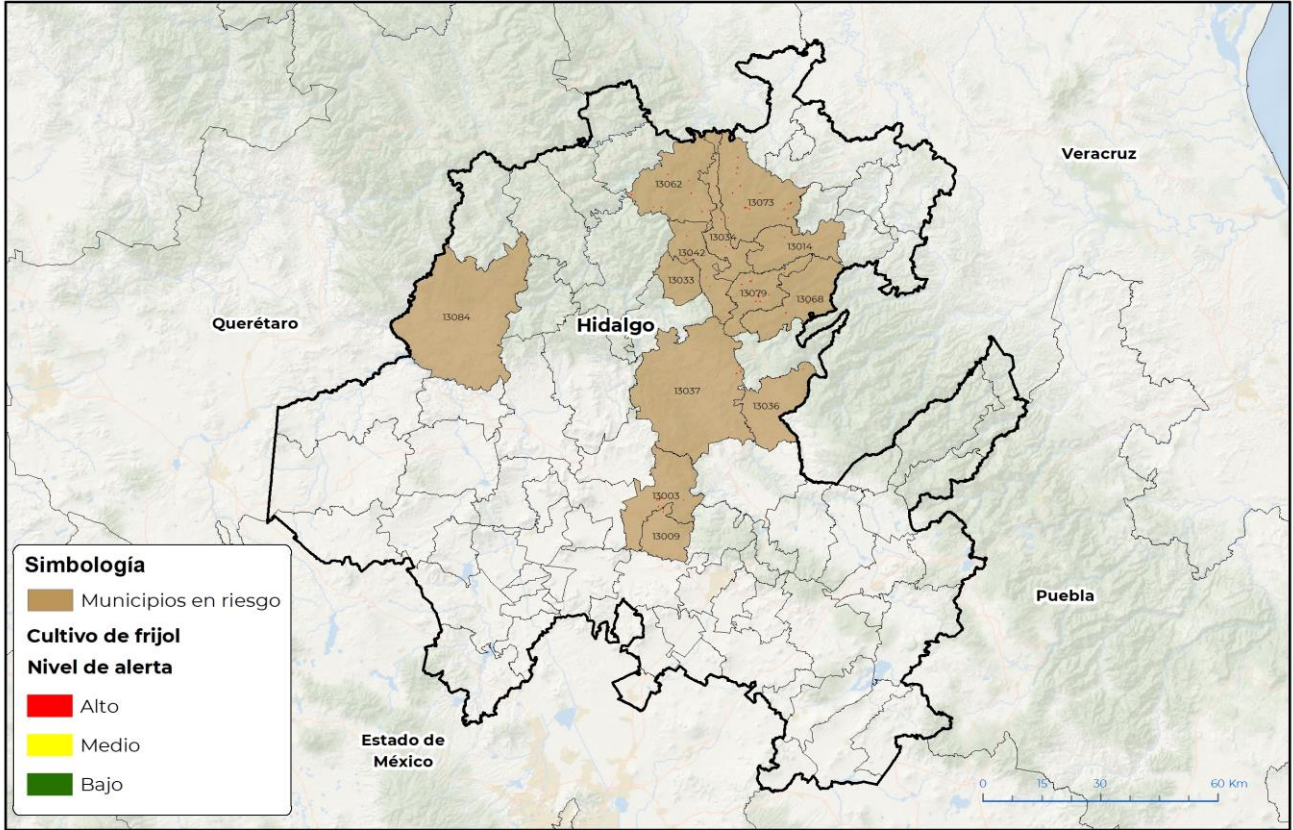 Veracruz
13062
13073
13034
13014
13042
13033
13079
13068
Querétaro
13084
Hidalgo
13037
13036
13003
13009
Simbología
Municipios en riesgo
Cultivo de frijol
Nivel de alerta
Alto
Medio
Bajo
Puebla
Estado de
México
0 15 30 60 Km